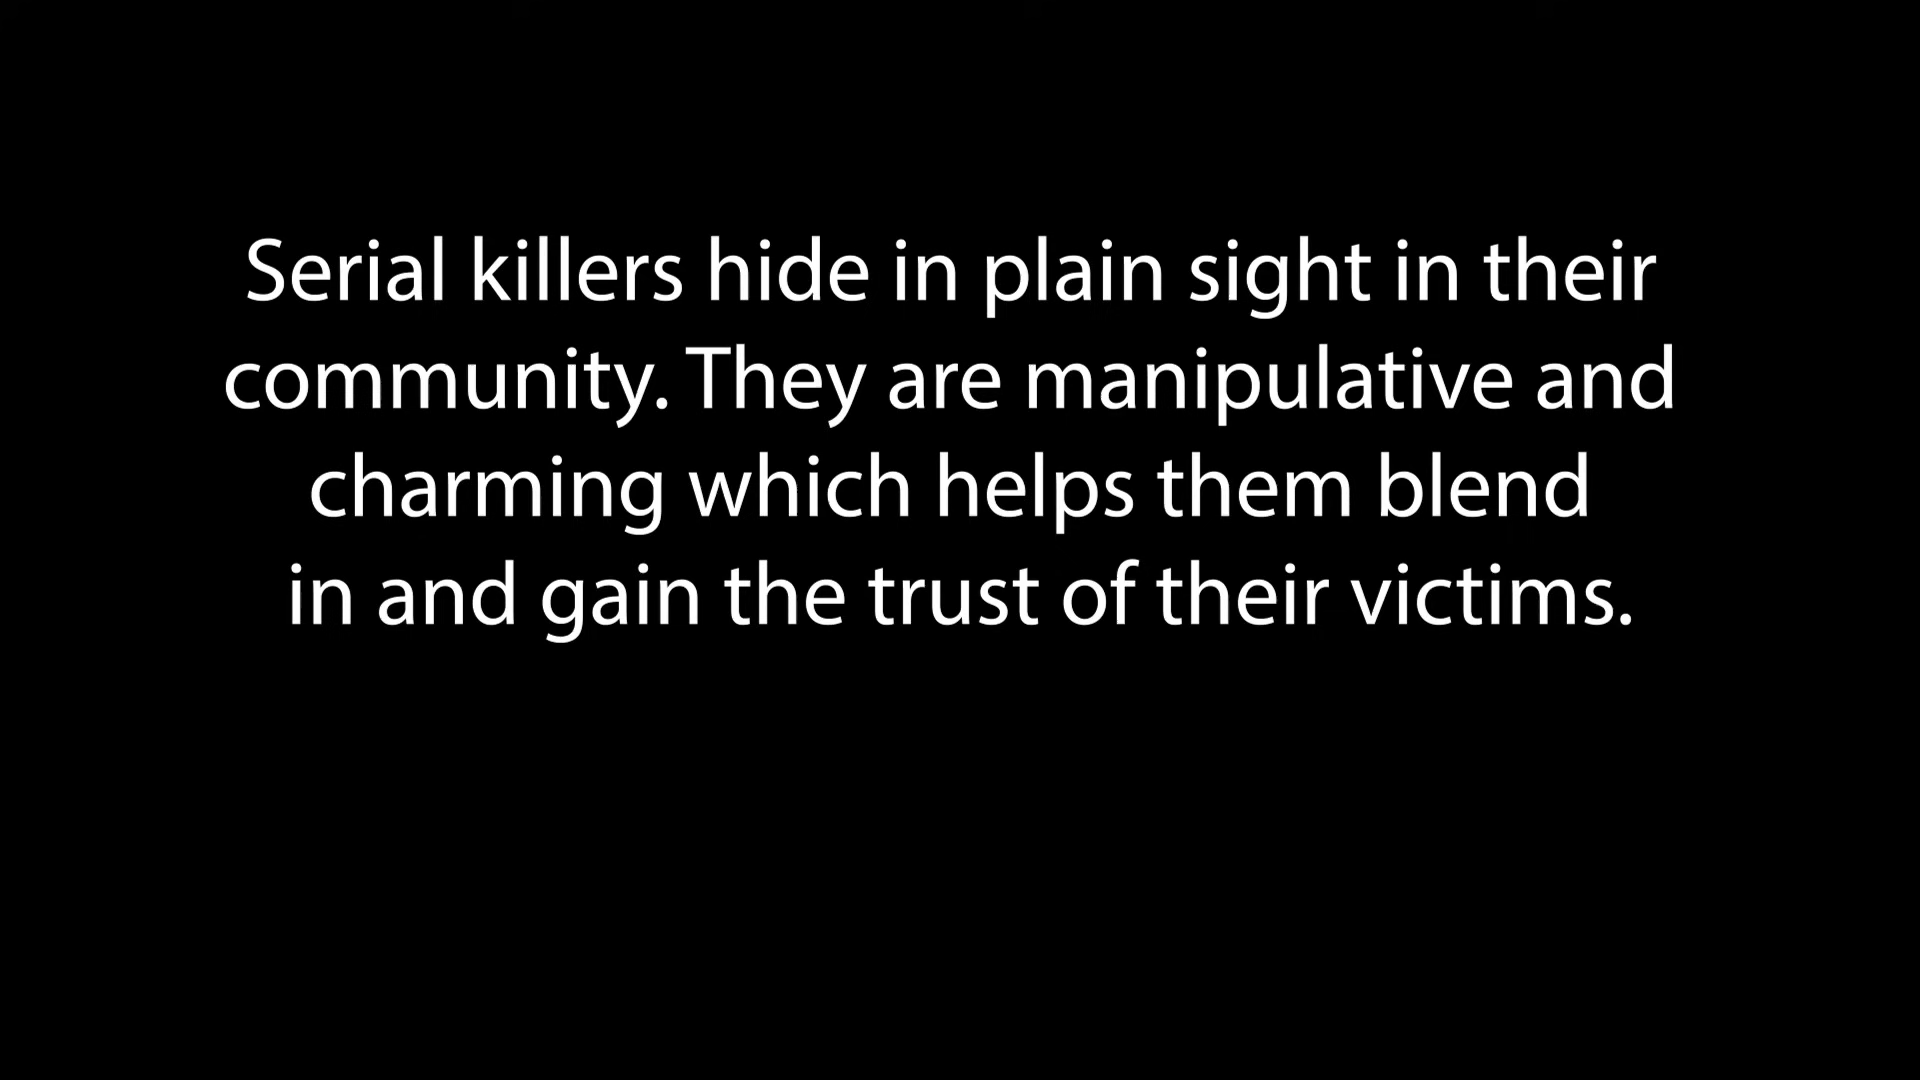 Serial killers hide in plain sight in their
community. They are manipulative and
charming which helps them blend
in and gain the trust of their victims.